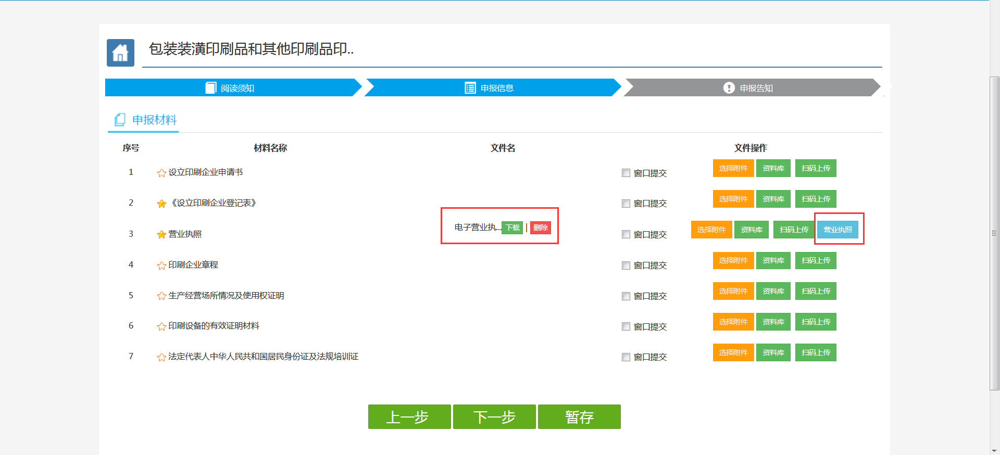 包装装潢印刷品和其他印刷品印..
阅读须知 申报信息 申报告知
申报材料
序号 材料名称 文件名 文件操作
1 设立印刷企业申请书 窗口提交 选择附件 资料库 扫码上传
2 《设立印刷企业登记表》 窗口提交 选择附件 资料库 扫码上传
3 营业执照 电子营业执... 下载 | 删除 窗口提交 选择附件 资料库 扫码上传 营业执照
4 印刷企业章程 窗口提交 选择附件 资料库 扫码上传
5 生产经营场所情况及使用权证明 窗口提交 选择附件 资料库 扫码上传
6 印刷设备的有效证明材料 窗口提交 选择附件 资料库 扫码上传
7 法定代表人中华人民共和国居民身份证及法规培训证 窗口提交 选择附件 资料库 扫码上传
上一步 下一步 暂存